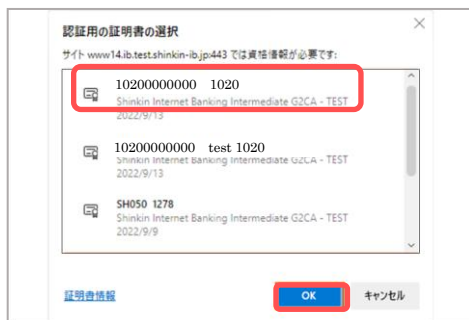 認証用の証明書の選択
サイト www14.ib.test.shinkin-ib.jp:443 では資格情報が必要です:
10200000000 1020
Shinkin Internet Banking Intermediate G2CA - TEST
2022/9/13
10200000000 test 1020
Shinkin Internet Banking Intermediate G2CA - TEST
2022/9/13
SH050 1278
Shinkin Internet Banking Intermediate G2CA - TEST
2022/9/9
証明書情報
OK
キャンセル